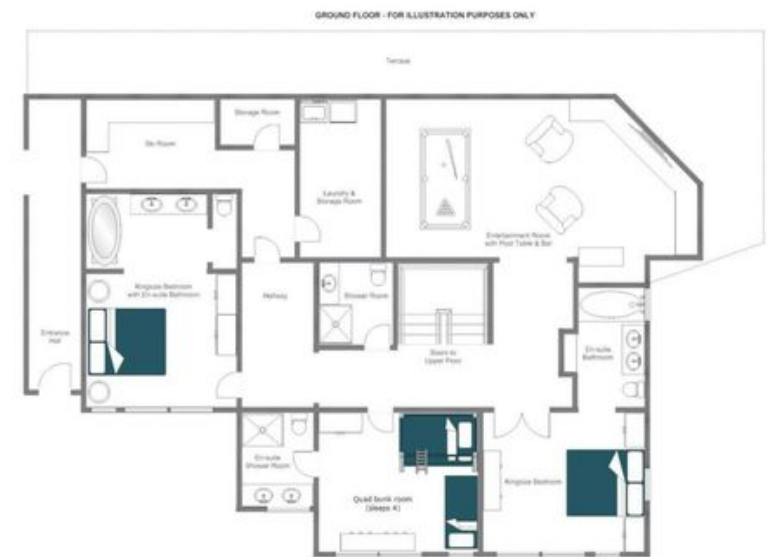 GROUND FLOOR - FOR ILLUSTRATION PURPOSES ONLY
Terrace
Storage Room
Ski Room
Laundry &
Storage Room
Entertainment Room
with Pool Table & Bar
Kingsize Bedroom
with En-suite Bathroom
Hallway
Shower Room
Entrance
Hall
Stairs to
Upper Floor
En-suite
Bathroom
En-suite
Shower Room
Quad bunk room
(sleeps 4)
Kingsize Bedroom